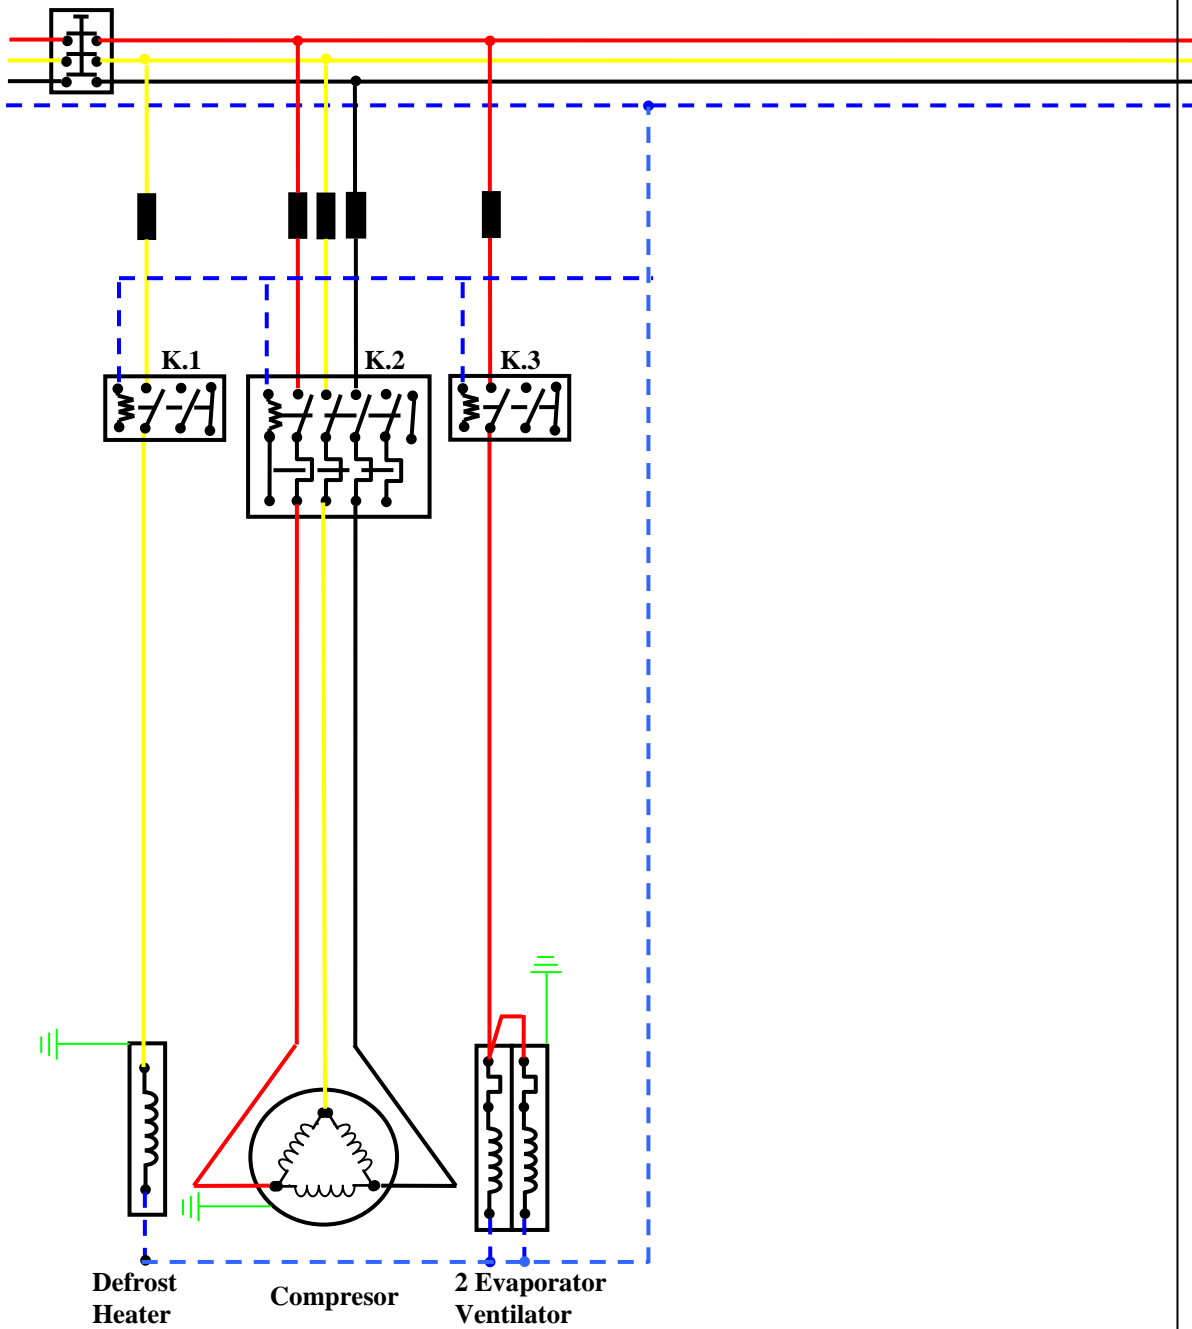 K.1
K.2
K.3
Defrost
Heater
Compresor
2 Evaporator
Ventilator